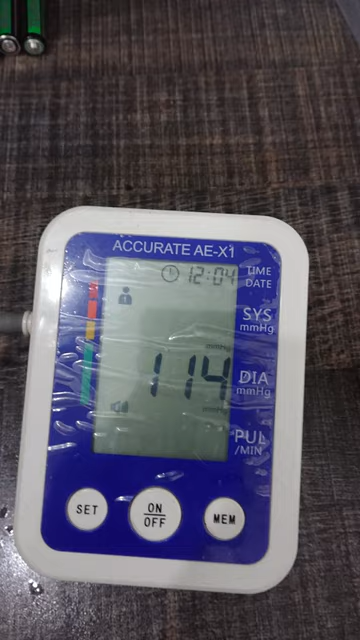 ACCURATE AE-X1
12:04
TIME
DATE
SYS
mmHg
mmHg
114
DIA
mmHg
mmHg
PUL
/MIN
SET
ON
OFF
MEM